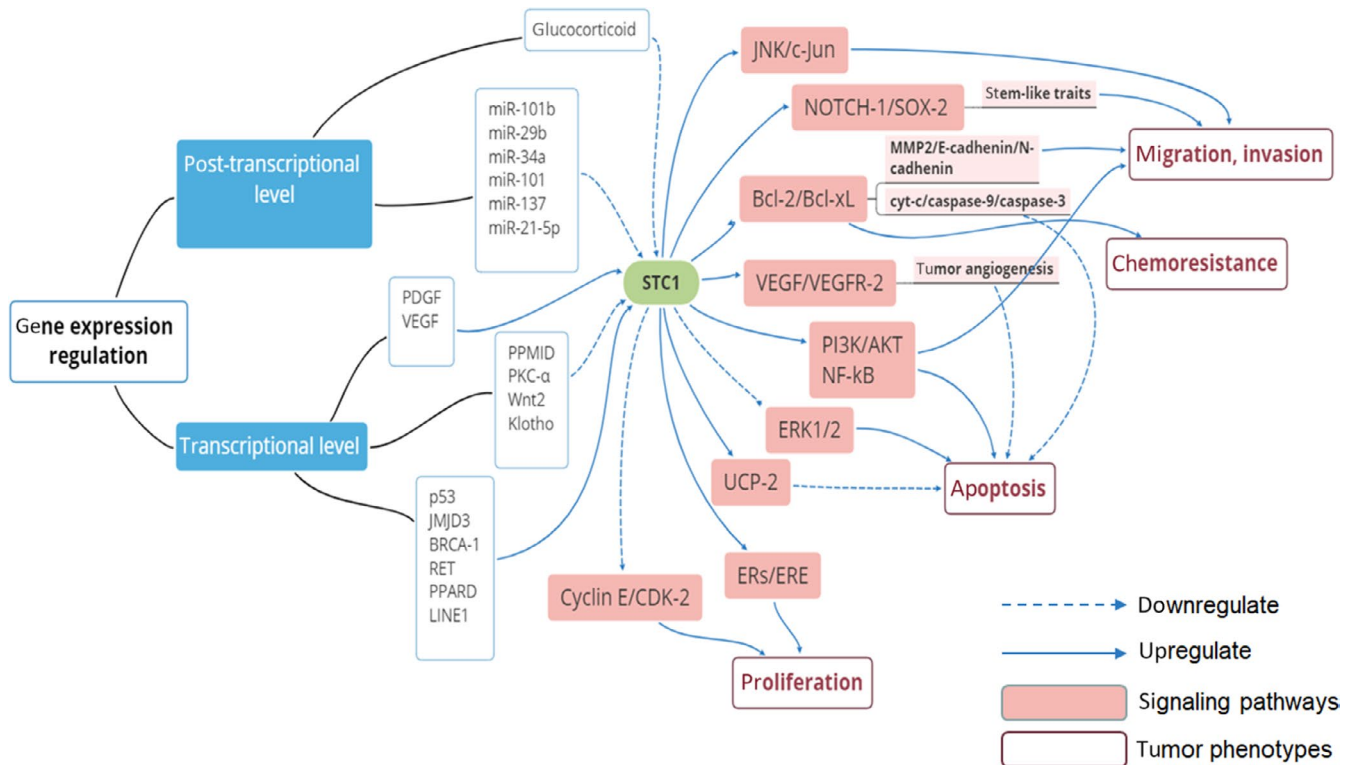 Gene expression
regulation
Post-transcriptional
level
Transcriptional level
Glucocorticoid
miR-101b
miR-29b
miR-34a
miR-101
miR-137
miR-21-5p
PDGF
VEGF
PPMID
PKC-α
Wnt2
Klotho
p53
JMJD3
BRCA-1
RET
PPARD
LINE1
STC1
JNK/c-Jun
NOTCH-1/SOX-2
Stem-like traits
Bcl-2/Bcl-xL
MMP2/E-cadhenin/N-
cadhenin
cyt-c/caspase-9/caspase-3
VEGF/VEGFR-2
Tumor angiogenesis
PI3K/AKT
NF-kB
ERK1/2
UCP-2
ERs/ERE
Cyclin E/CDK-2
Migration, invasion
Chemoresistance
Apoptosis
Proliferation
Downregulate
Upregulate
Signaling pathways
Tumor phenotypes